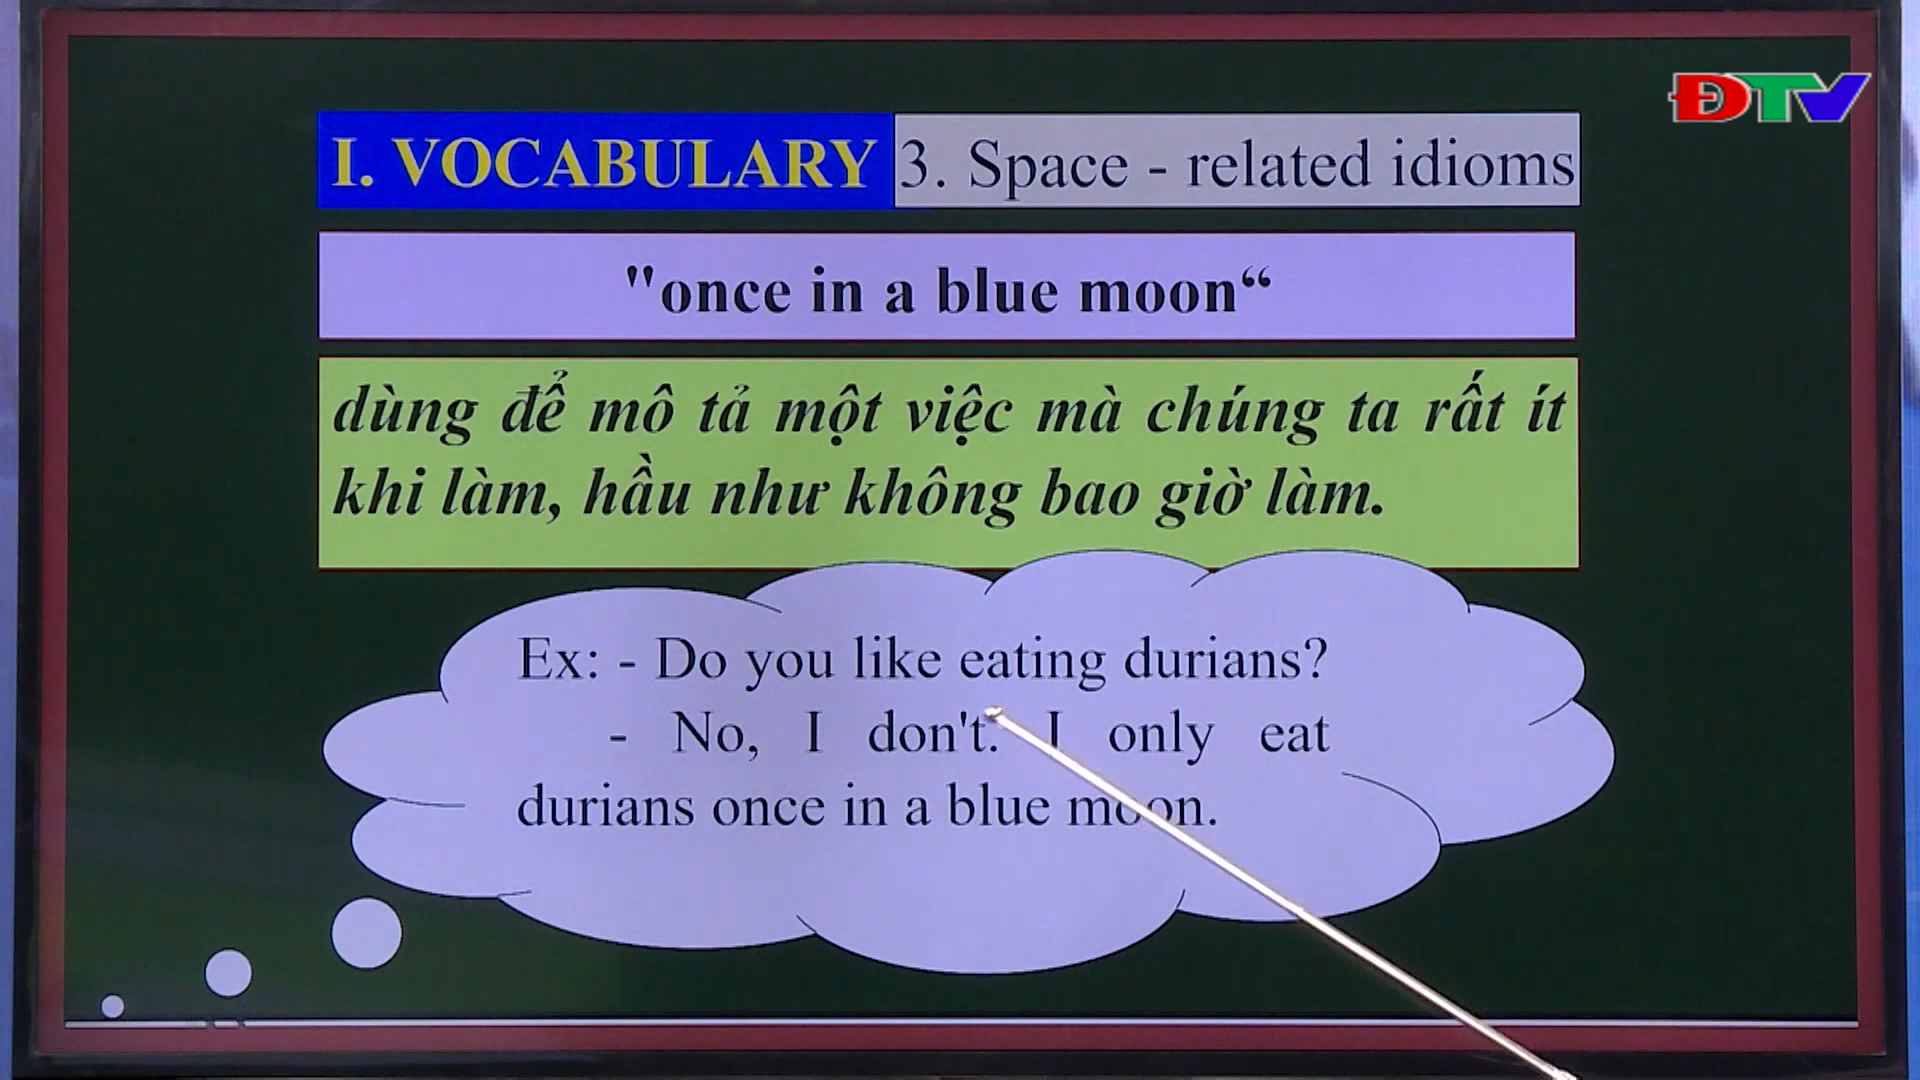 ĐTV
I. VOCABULARY 3. Space - related idioms
"once in a blue moon“
dùng để mô tả một việc mà chúng ta rất ít
khi làm, hầu như không bao giờ làm.
Ex: - Do you like eating durians?
- No, I don't. I only eat
durians once in a blue moon.